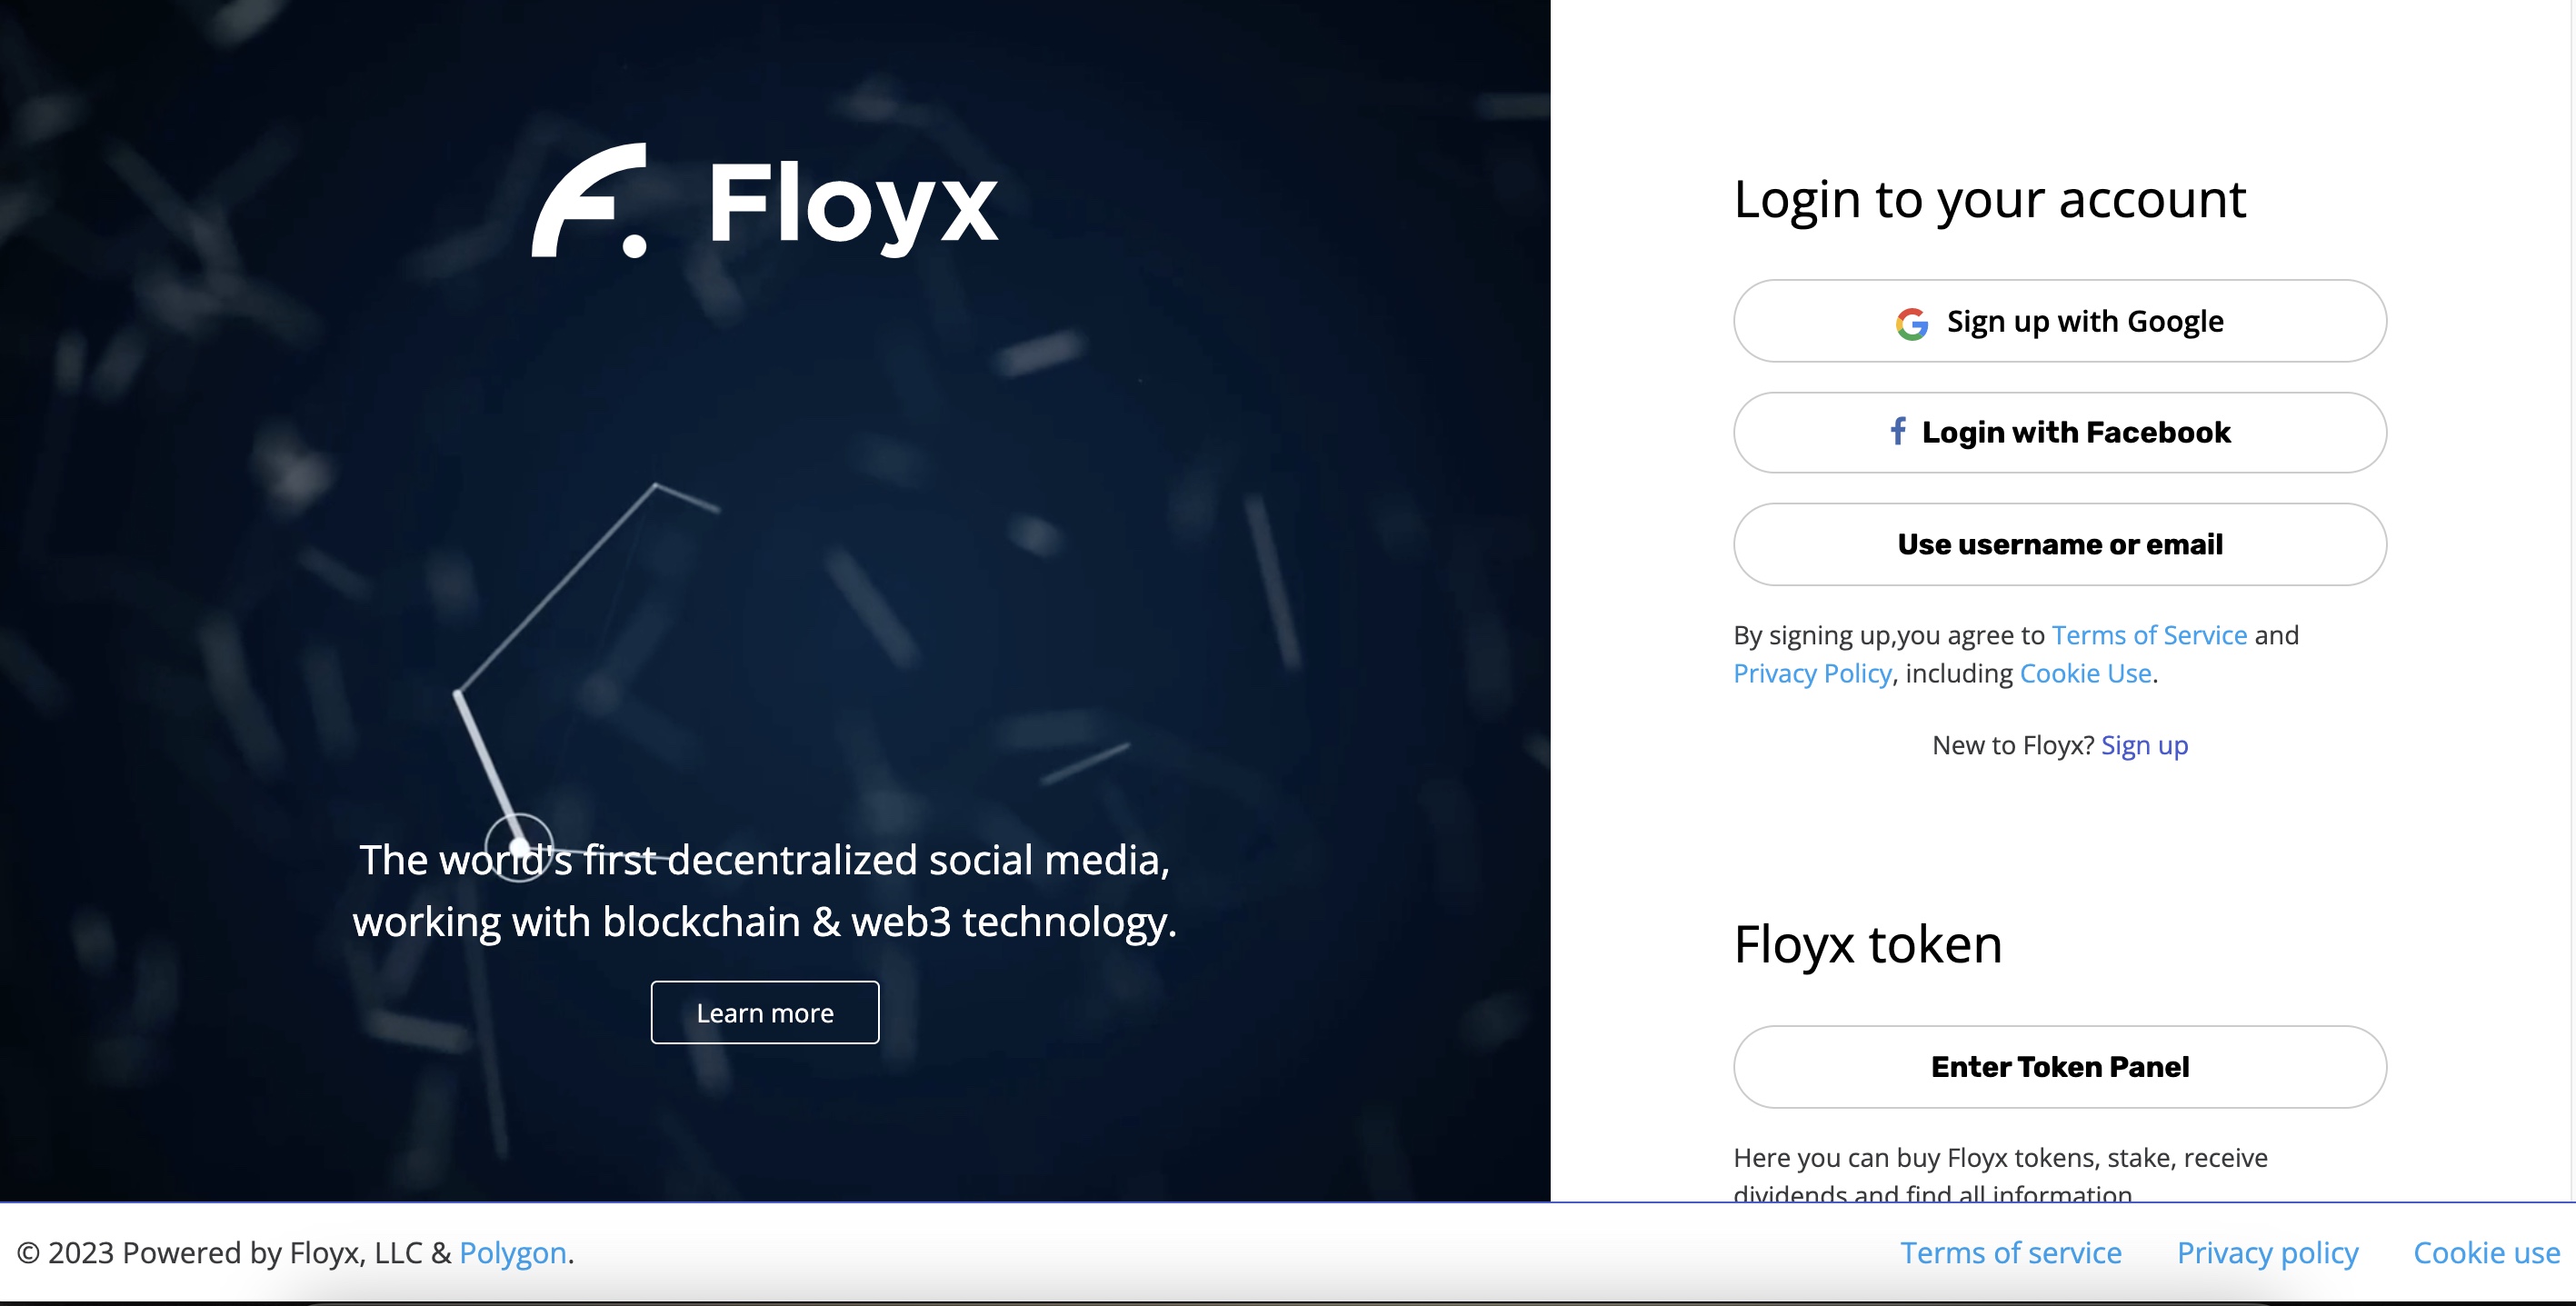 Floyx
The world's first decentralized social media,
working with blockchain & web3 technology.
Learn more
Login to your account
Sign up with Google
Login with Facebook
Use username or email
By signing up,you agree to Terms of Service and
Privacy Policy, including Cookie Use.
New to Floyx? Sign up
Floyx token
Enter Token Panel
Here you can buy Floyx tokens, stake, receive
dividends and find all information
© 2023 Powered by Floyx, LLC & Polygon.
Terms of service
Privacy policy
Cookie use